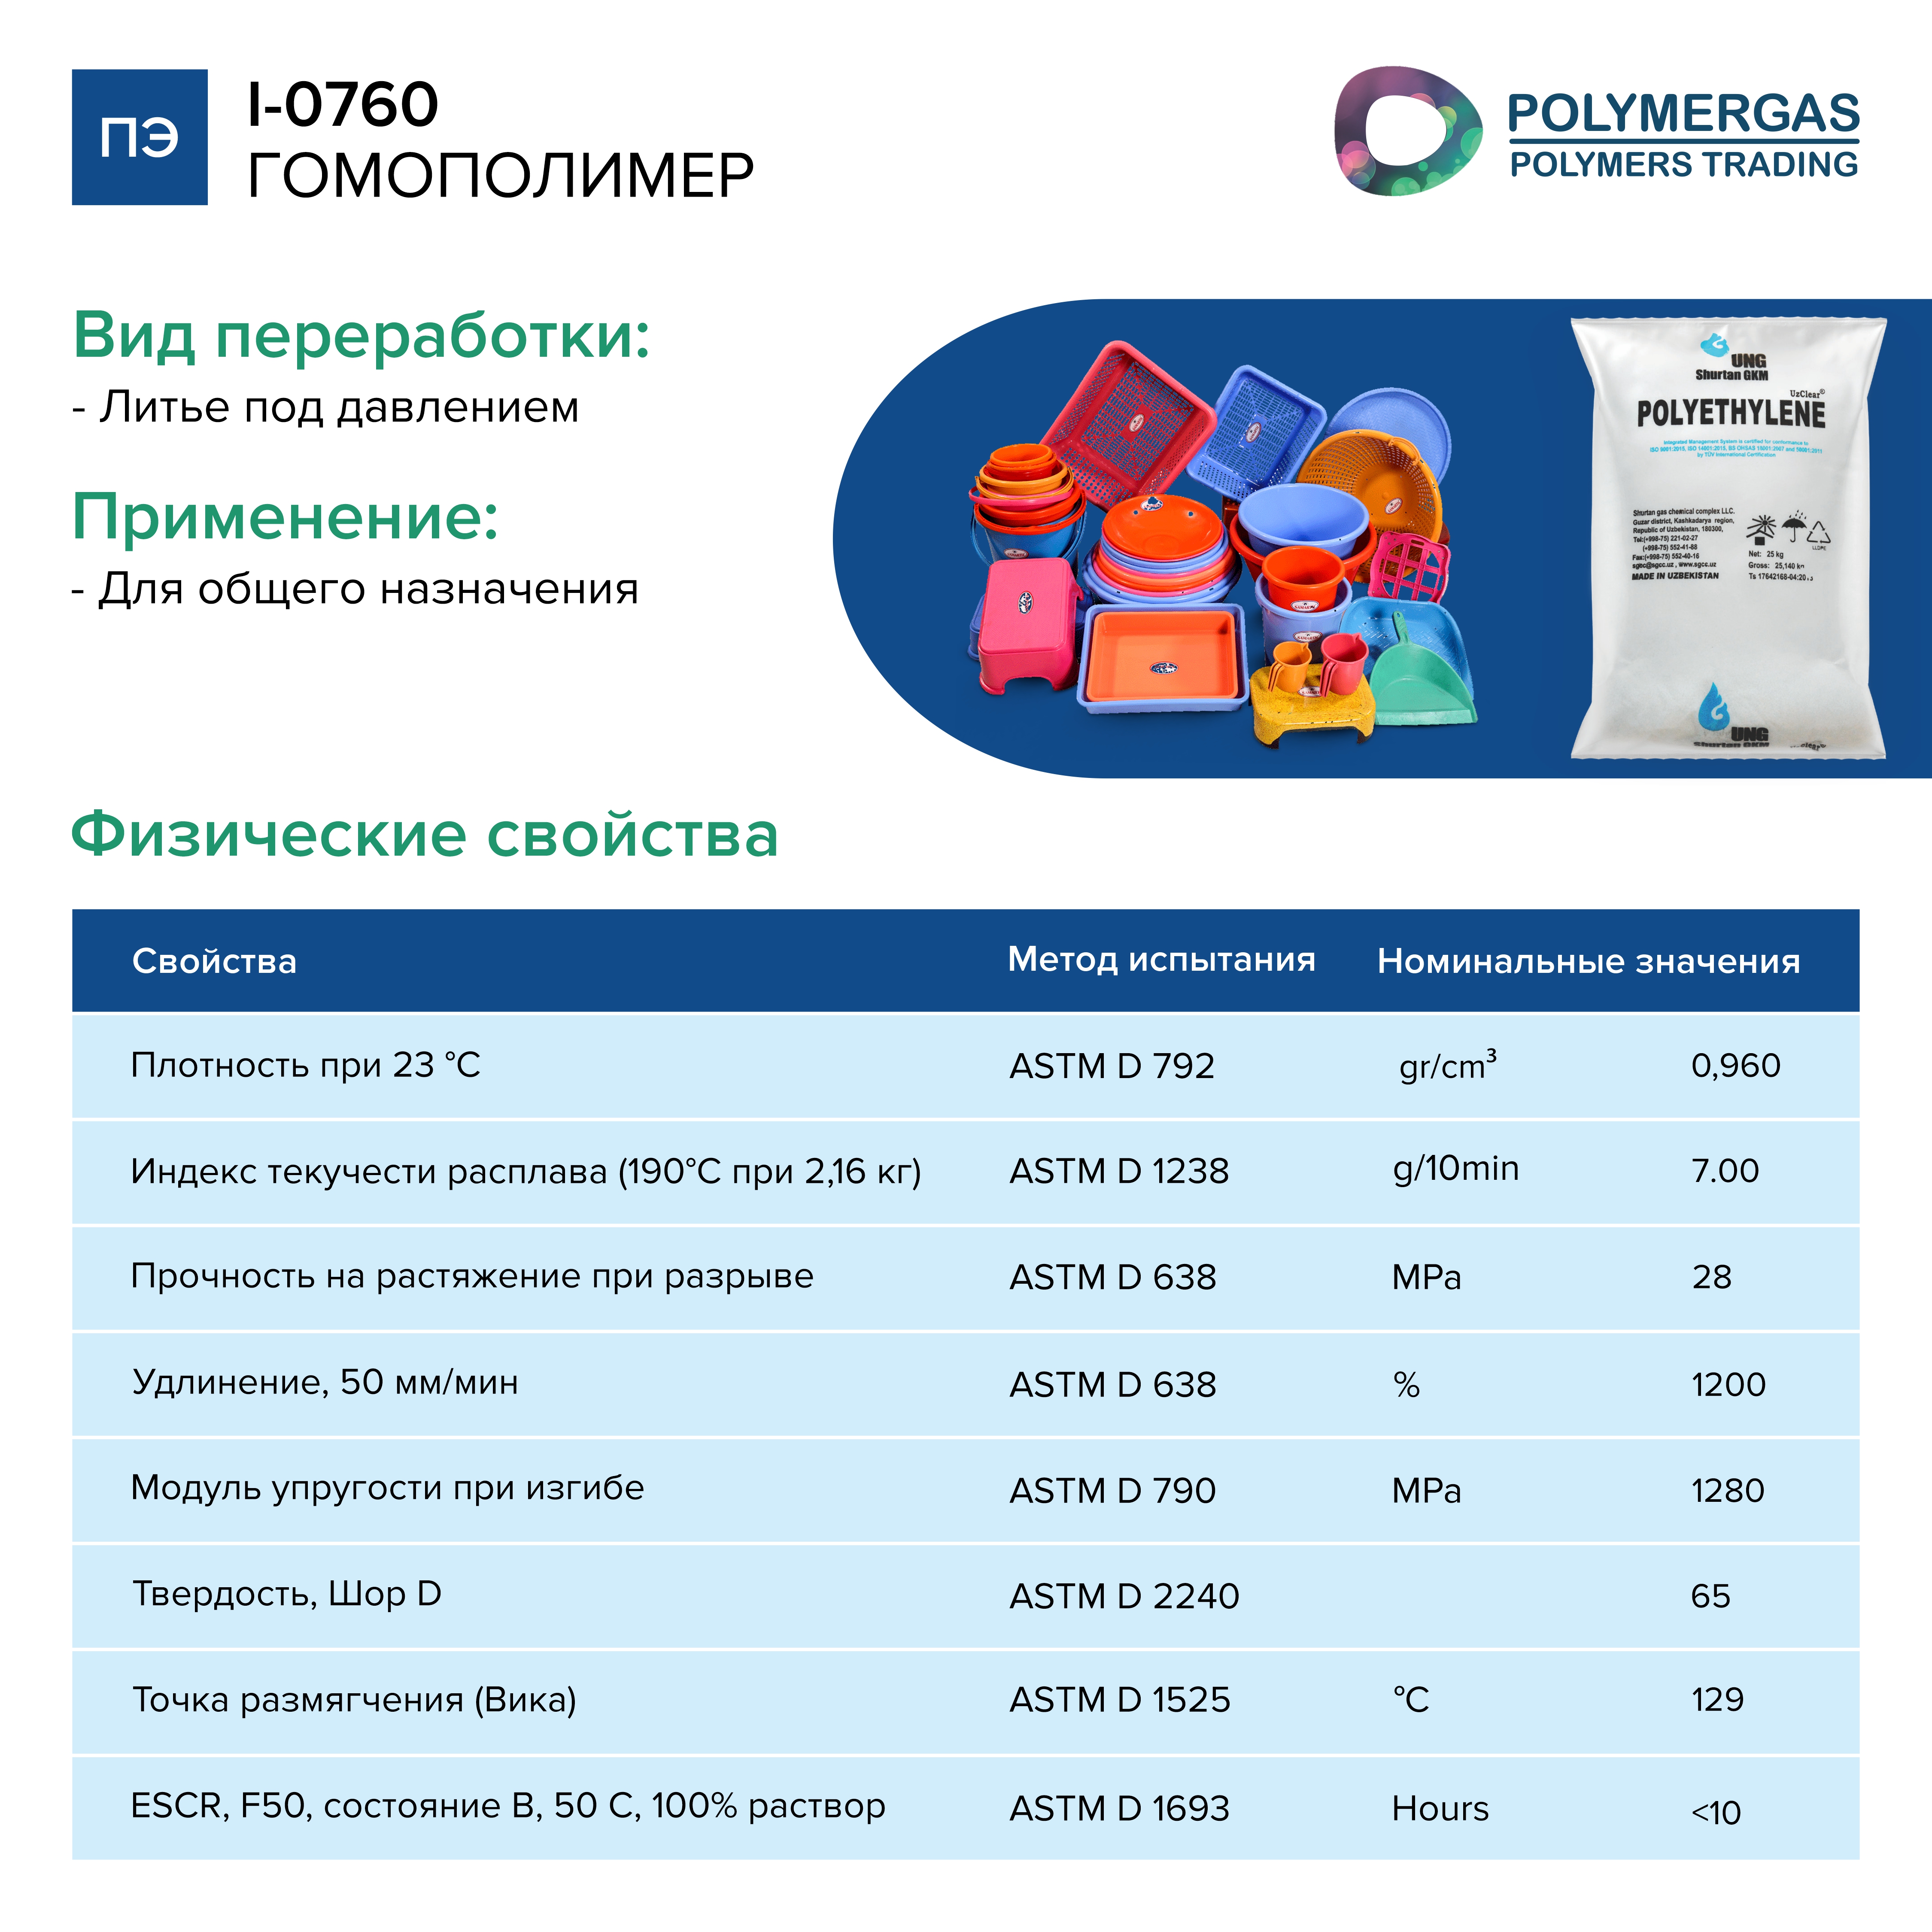 ПЭ
I-0760
ГОМОПОЛИМЕР
POLYMERGAS
POLYMERS TRADING
Вид переработки:
- Литье под давлением
Применение:
- Для общего назначения
UNG
Shurtan GKM
UzClear®
POLYETHYLENE
Integrated Management System is certified for conformance to
ISO 9001:2015, ISO 14001:2015, BS OHSAS 18001:2007 and 50001:2011
by TÜV International Certification
Shurtan gas chemical complex LLC.
Guzar district, Kashkadarya region,
Republic of Uzbekistan, 180300,
Tel:(+998-75) 221-02-27
(+998-75) 552-41-88
Fax:(+998-75) 552-40-16
sgcc@sgcc.uz , www.sgcc.uz
MADE IN UZBEKISTAN
LLDPE
Net: 25 kg
Gross: 25,140 kg
Ts 17642168-04:20
UNG
Shurtan GKM
Физические свойства
Свойства Метод испытания Номинальные значения
Плотность при 23 °C ASTM D 792 gr/cm³ 0,960
Индекс текучести расплава (190°C при 2,16 кг) ASTM D 1238 g/10min 7.00
Прочность на растяжение при разрыве ASTM D 638 MPa 28
Удлинение, 50 мм/мин ASTM D 638 % 1200
Модуль упругости при изгибе ASTM D 790 MPa 1280
Твердость, Шор D ASTM D 2240 65
Точка размягчения (Вика) ASTM D 1525 °C 129
ESCR, F50, состояние B, 50 C, 100% раствор ASTM D 1693 Hours <10